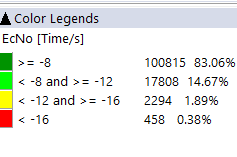 Color Legends
EcNo [Time/s]
>= -8 100815 83.06%
< -8 and >= -12 17808 14.67%
< -12 and >= -16 2294 1.89%
< -16 458 0.38%